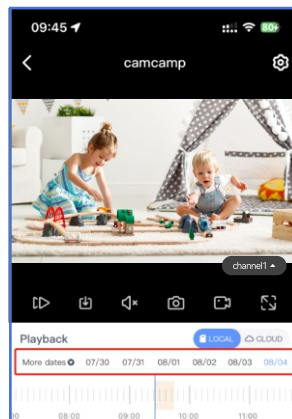 09:45 80+
camcamp
channel1
Playback LOCAL CLOUD
More dates 07/30 07/31 08/01 08/02 08/03 08/04
00 08:00 09:00 10:00 11:00